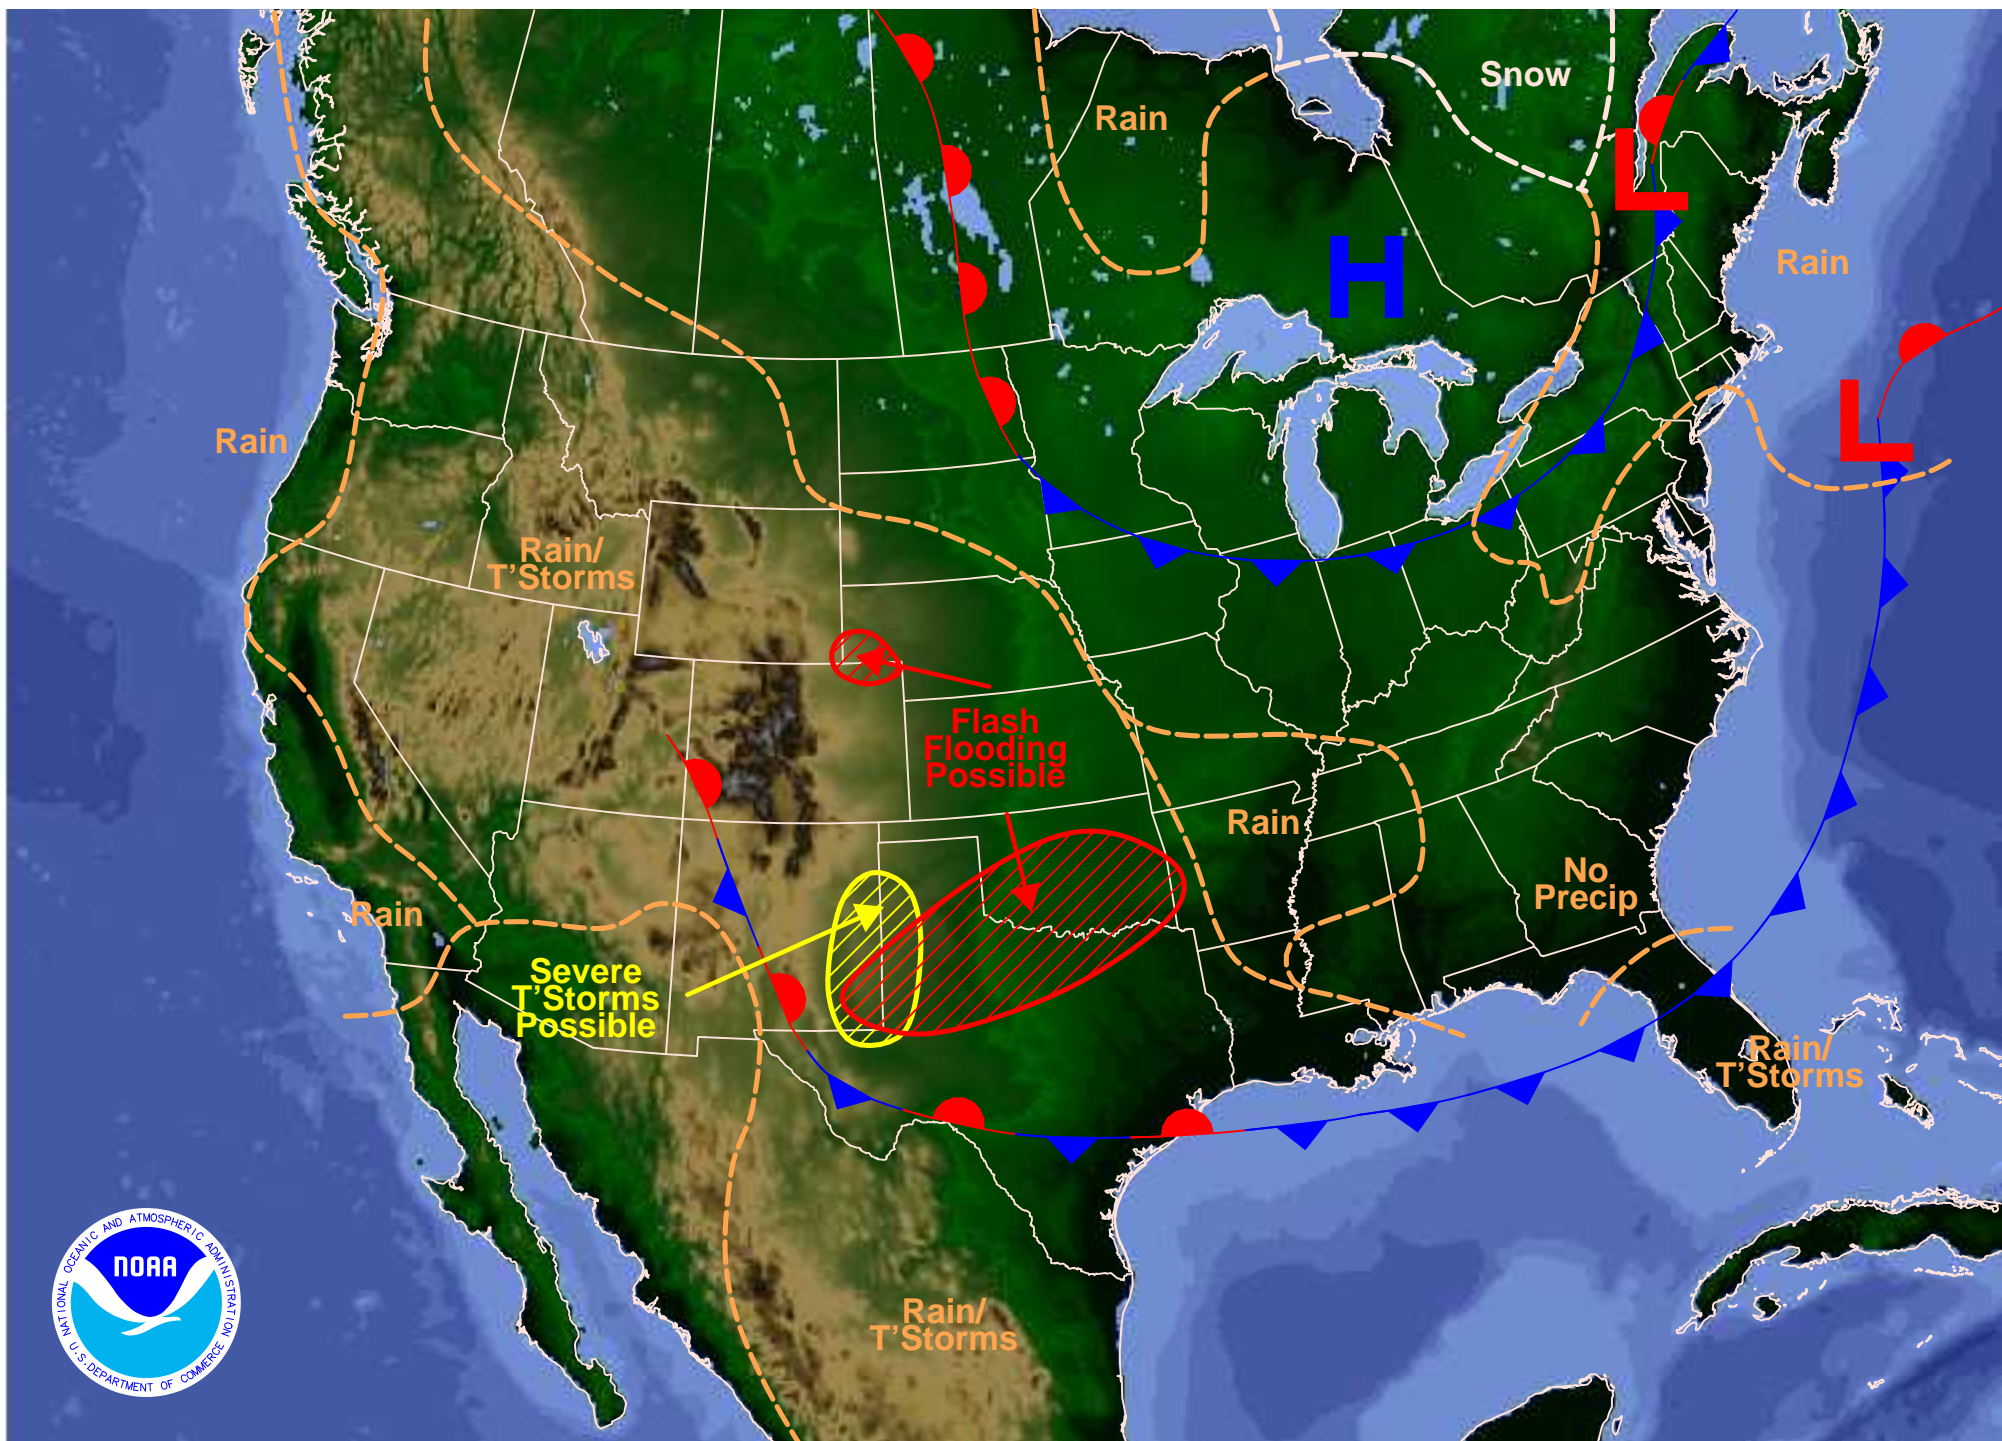 Snow
Rain
L
Rain
H
L
Rain
Rain/
T'Storms
Flash
Flooding
Possible
Rain
No
Precip
Rain
Severe
T'Storms
Possible
Rain/
T'Storms
Rain/
T'Storms
NATIONAL OCEANIC AND ATMOSPHERIC ADMINISTRATION
NOAA
U.S. DEPARTMENT OF COMMERCE